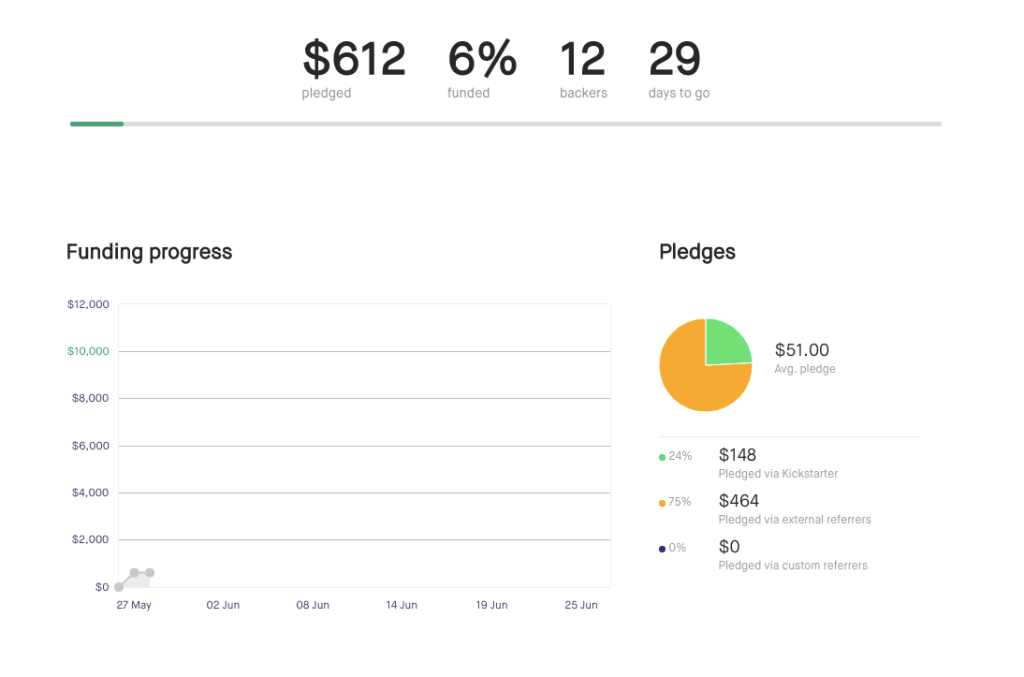 $612 6% 12 29
pledged funded backers days to go
Funding progress
$12,000
$10,000
$8,000
$6,000
$4,000
$2,000
$0
27 May 02 Jun 08 Jun 14 Jun 19 Jun 25 Jun
Pledges
$51.00
Avg. pledge
24% $148
Pledged via Kickstarter
75% $464
Pledged via external referrers
0% $0
Pledged via custom referrers